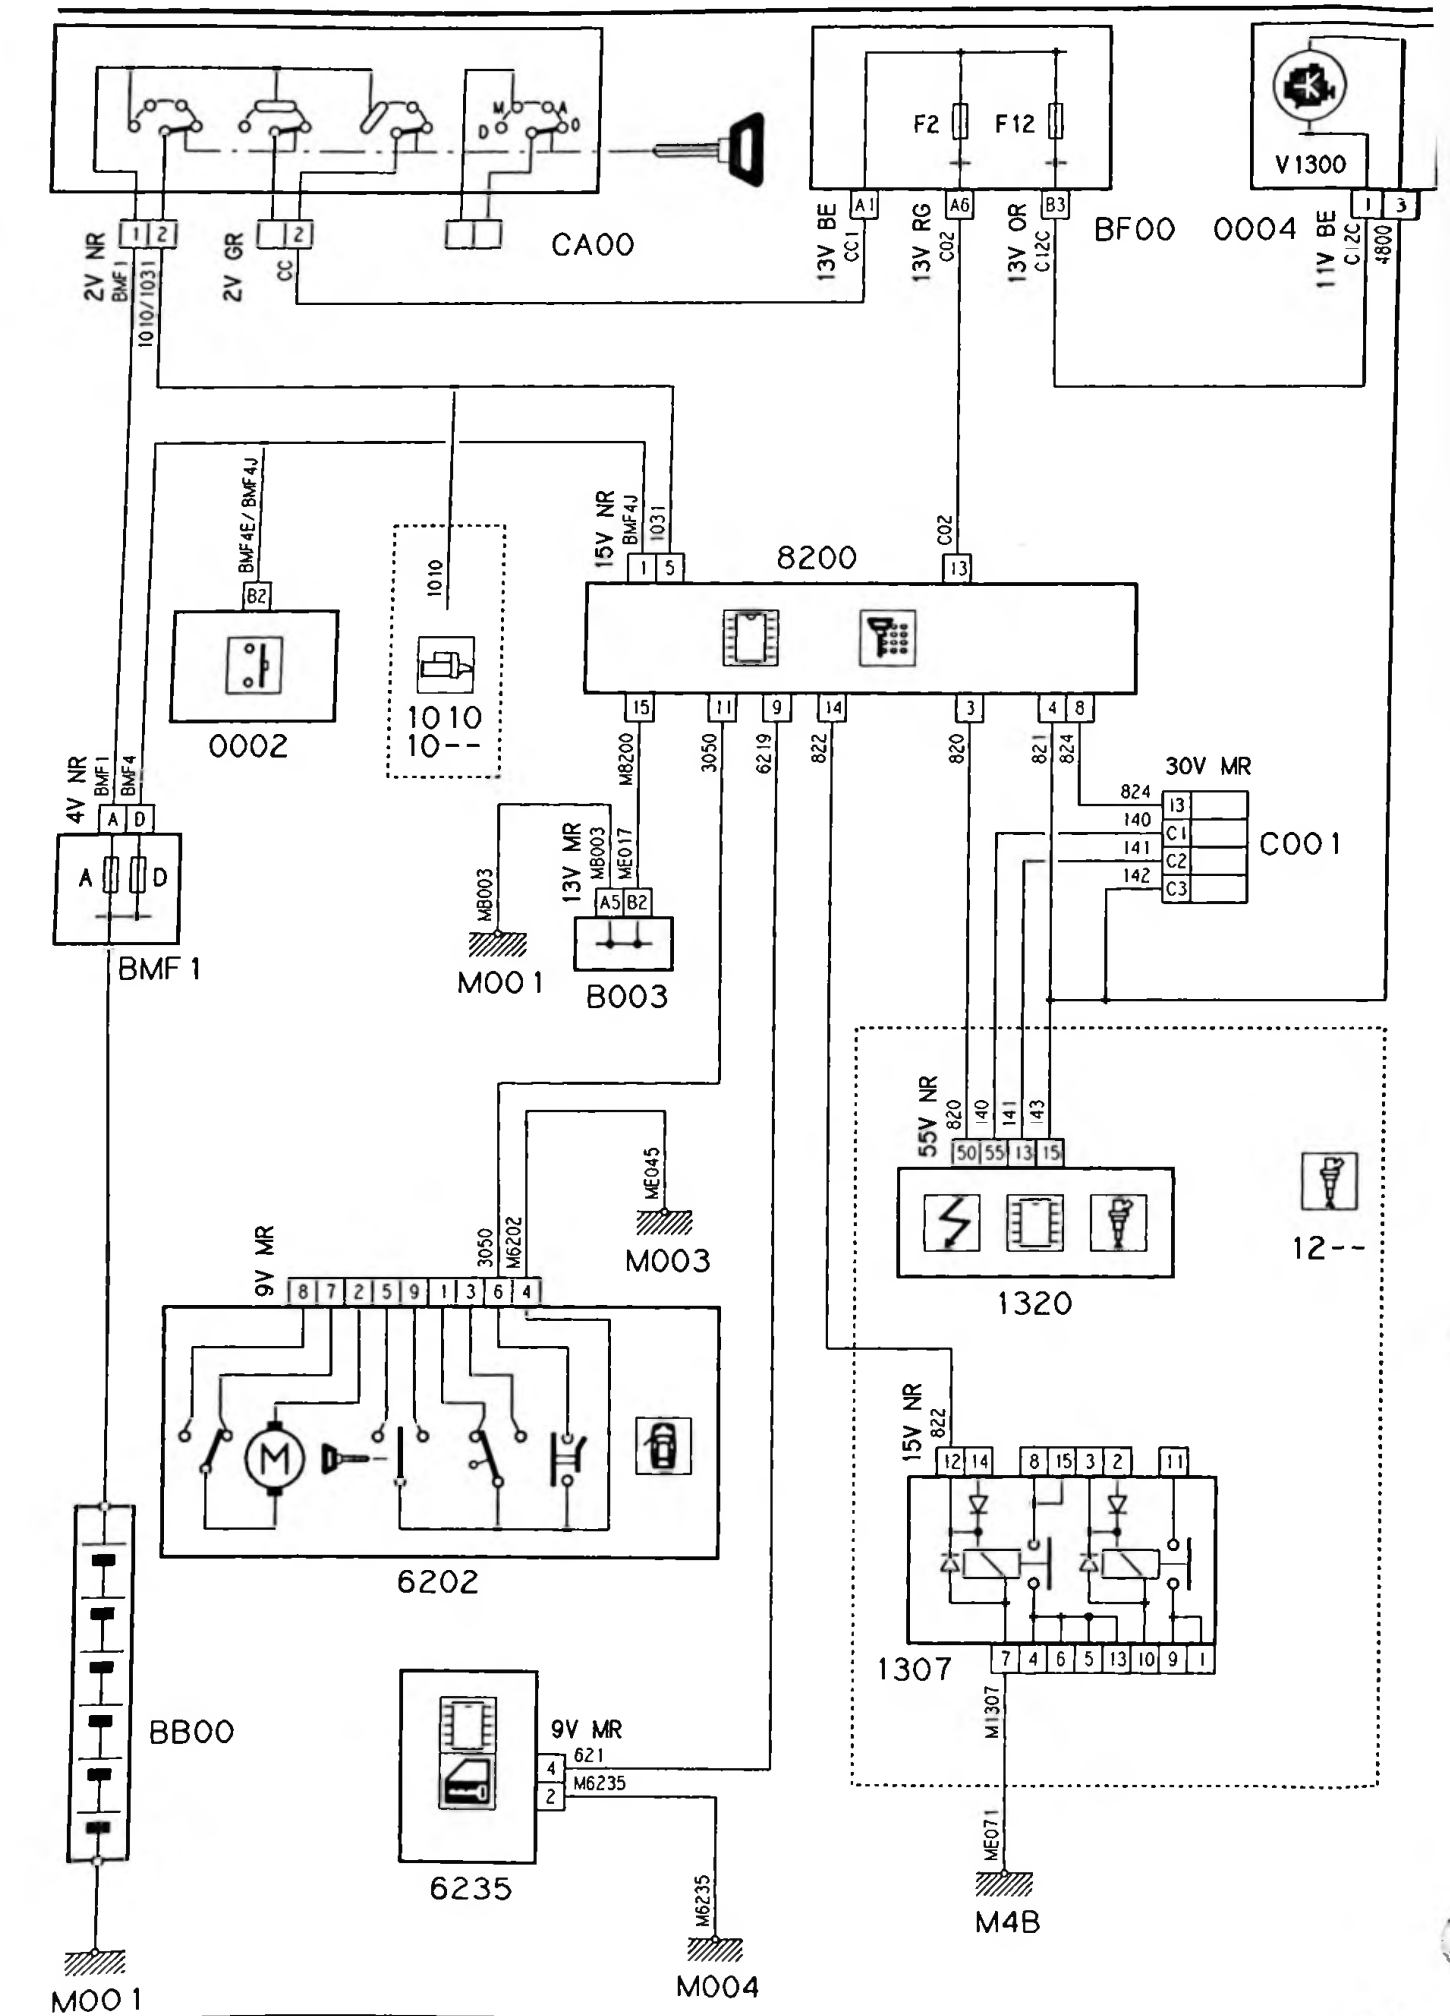 M A
D O
F2 F12
V1300
1 2 2 A1 A6 B3 1 3
CA00 BF00 0004
2V NR
BMF1
1010/1031
2V GR
CC
13V BE
CC1
13V RG
C02
13V OR
C12C
11V BE
C12C
4800
BMF4E/BMF4J
1010
15V NR
BMF4J
1031
C02
8200
1 5 13
B2
0002
1010
10--
15 11 9 14 3 4 8
M8200
3050
6219
822
820
821
824
4V NR
BMF1
BMF4
A D
A D
BMF1
30V MR
824 13
140 C1
141 C2
142 C3
C001
MB003
M001
13V MR
MB003
ME017
A5 B2
B003
55V NR
820
140
141
143
50 55 13 15
1320
12--
ME045
M003
9V MR
3050
M6202
8 7 2 5 9 1 3 6 4
M
6202
15V NR
822
12 14 8 15 3 2 11
1307
7 4 6 5 13 10 9 1
M1307
ME071
M4B
BB00
M001
9V MR
4 621
2 M6235
6235
M6235
M004